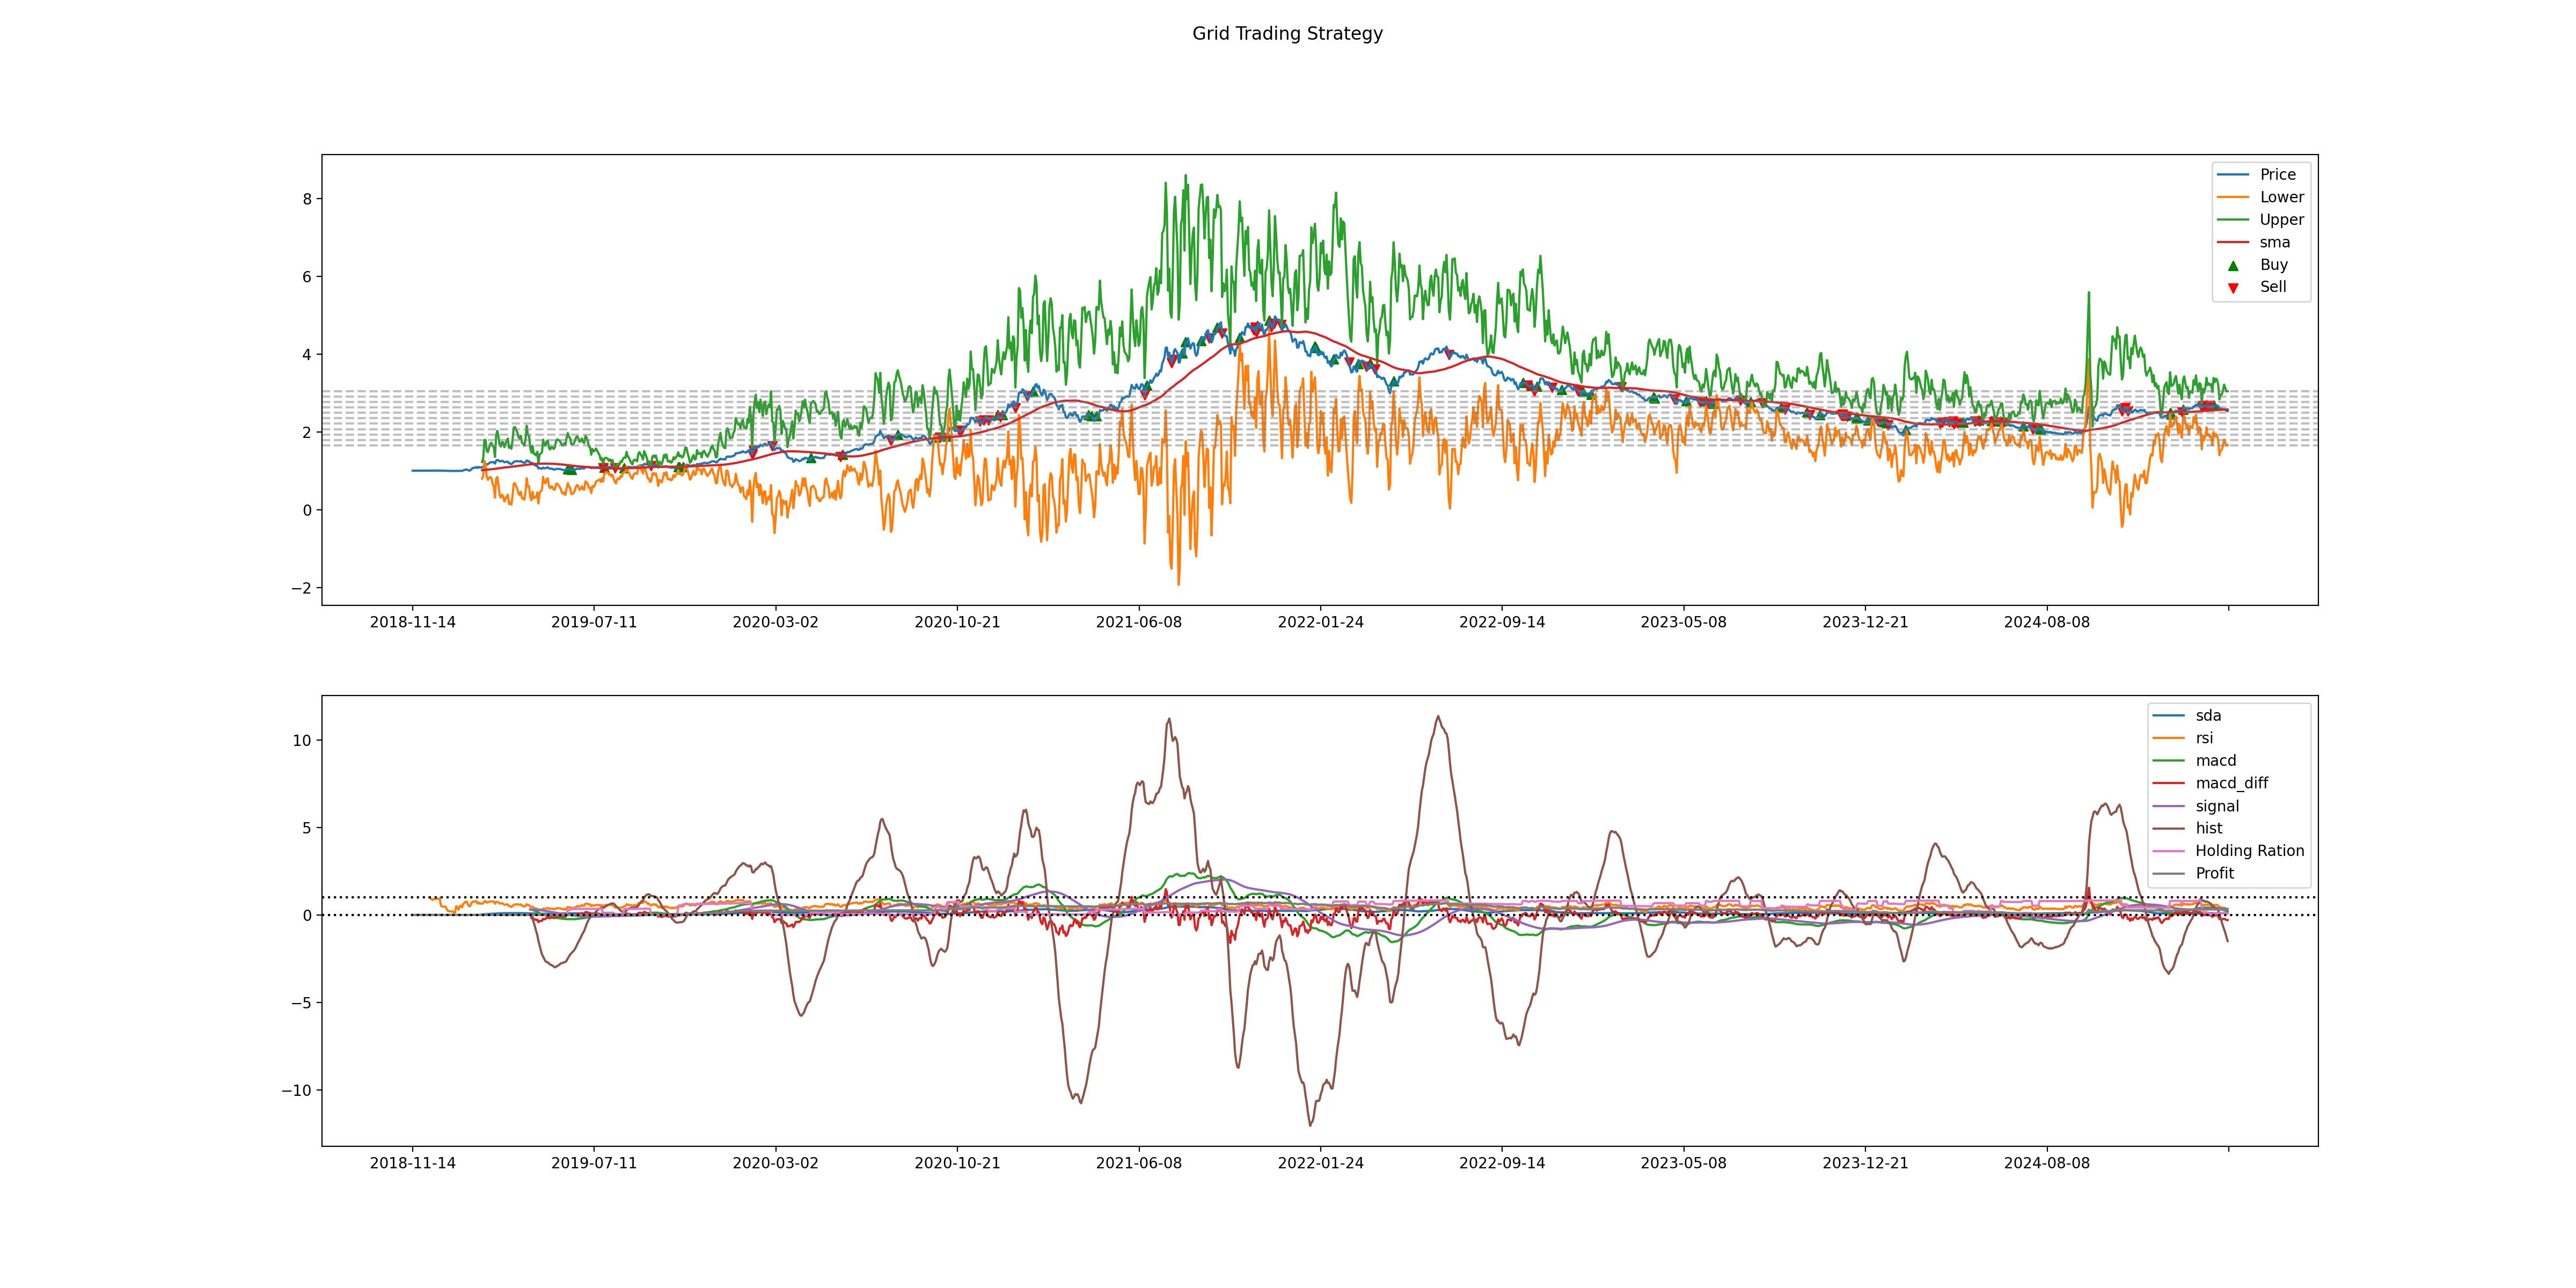 Grid Trading Strategy
8
6
4
2
0
−2
2018-11-14 2019-07-11 2020-03-02 2020-10-21 2021-06-08 2022-01-24 2022-09-14 2023-05-08 2023-12-21 2024-08-08
Price
Lower
Upper
sma
Buy
Sell
10
5
0
−5
−10
2018-11-14 2019-07-11 2020-03-02 2020-10-21 2021-06-08 2022-01-24 2022-09-14 2023-05-08 2023-12-21 2024-08-08
sda
rsi
macd
macd_diff
signal
hist
Holding Ration
Profit